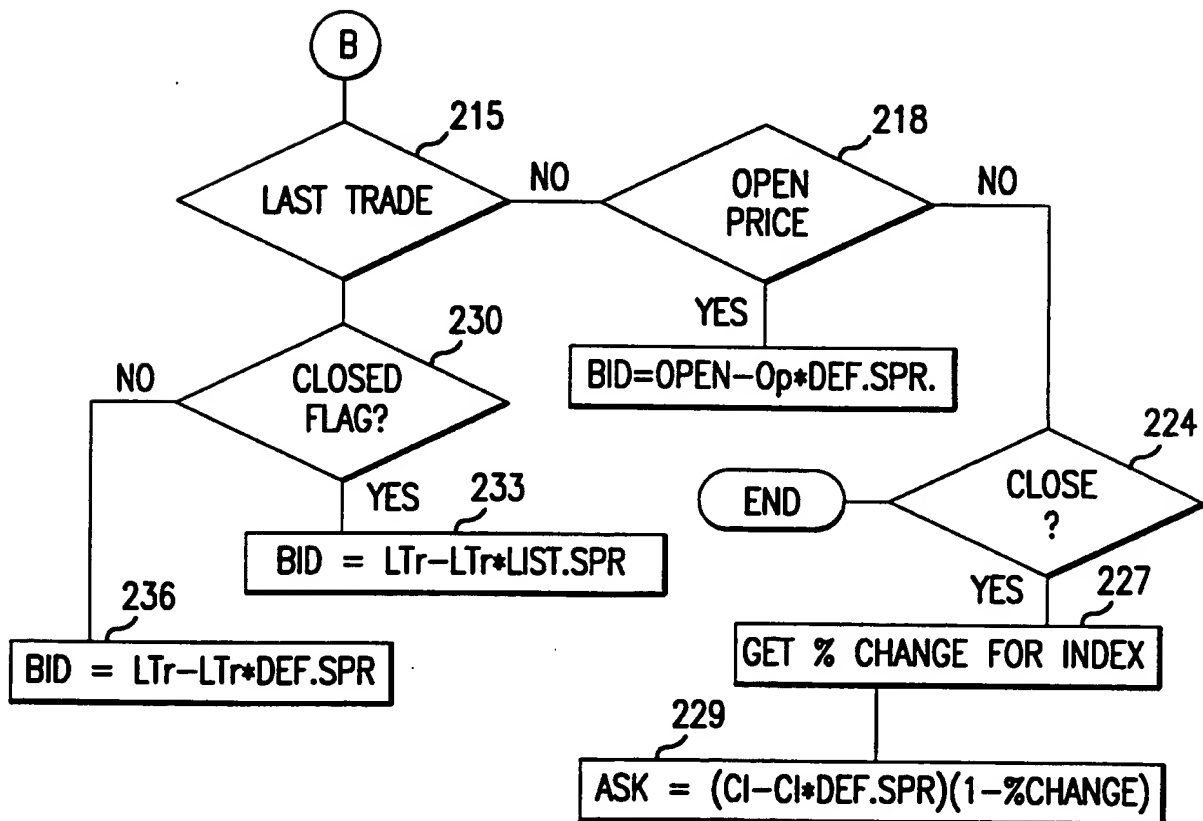 B
215
LAST TRADE
NO
218
OPEN
PRICE
NO
YES
BID=OPEN-Op*DEF.SPR.
230
CLOSED
FLAG?
NO
YES
233
BID = LTr-LTr*LIST.SPR
236
BID = LTr-LTr*DEF.SPR
224
CLOSE
?
END
YES
227
GET % CHANGE FOR INDEX
229
ASK = (Cl-Cl*DEF.SPR)(1-%CHANGE)